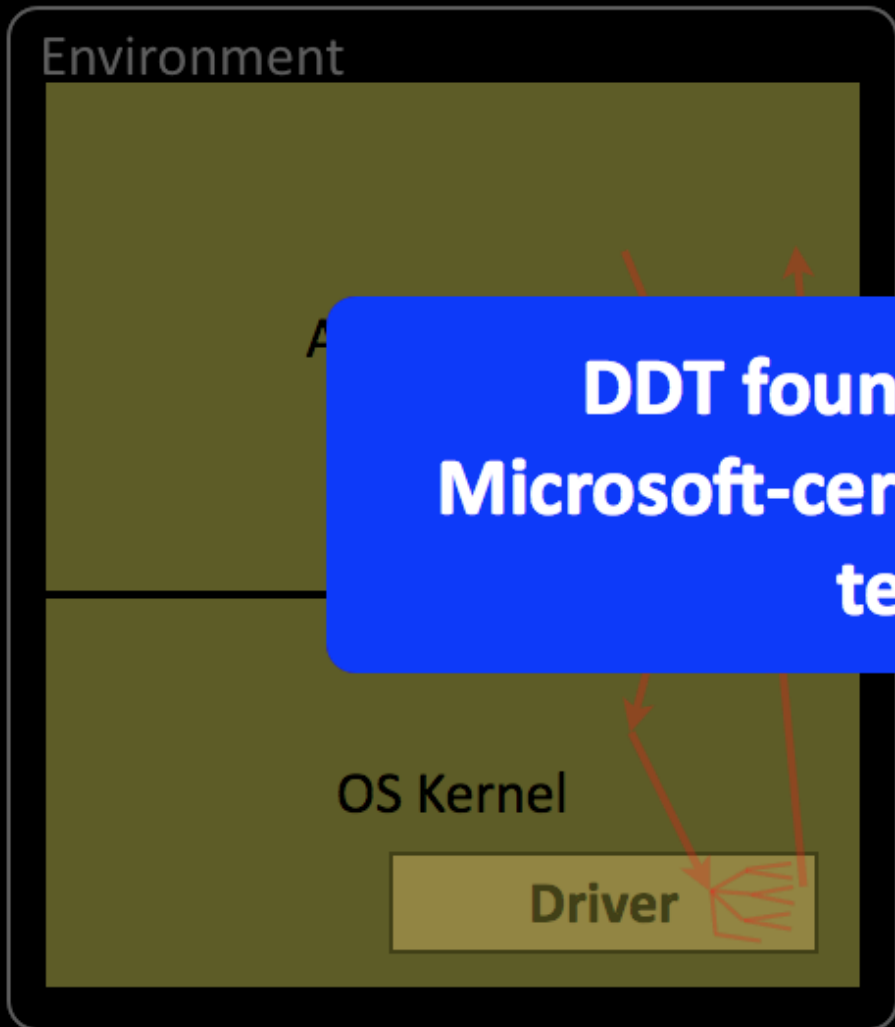 Environment
A
DDT foun
Microsoft-cer
te
OS Kernel
Driver